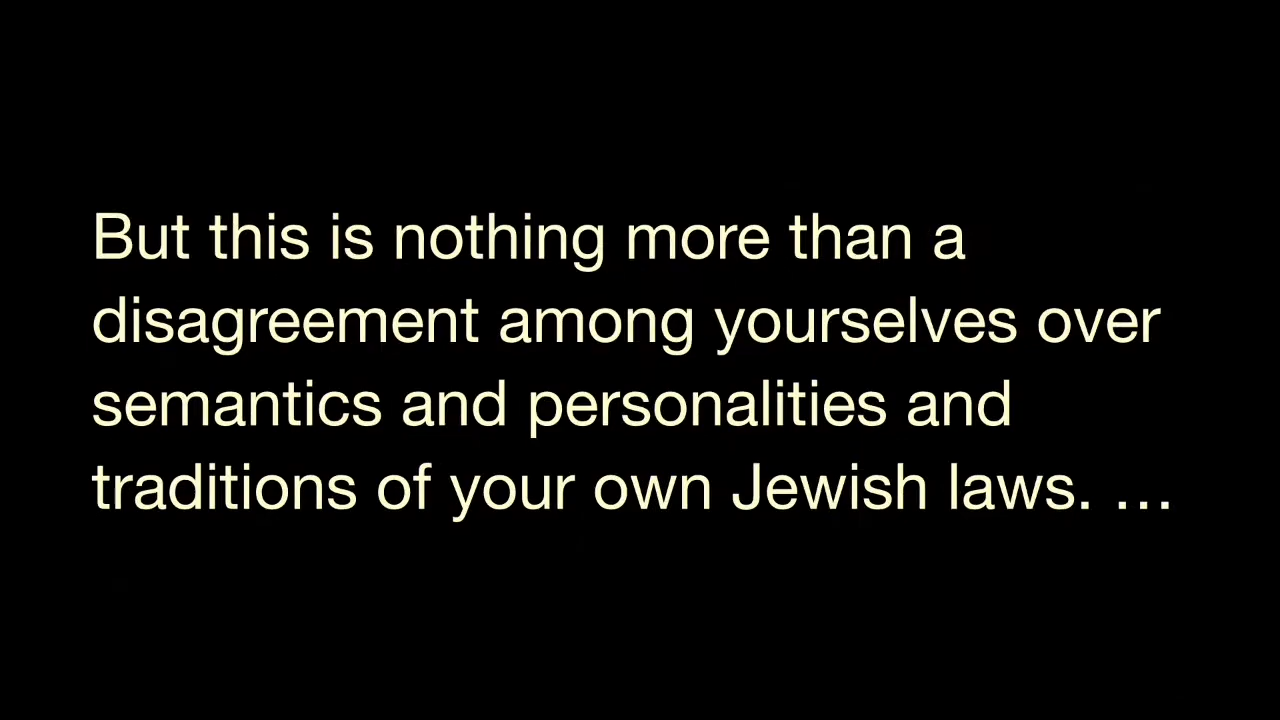 But this is nothing more than a
disagreement among yourselves over
semantics and personalities and
traditions of your own Jewish laws. …